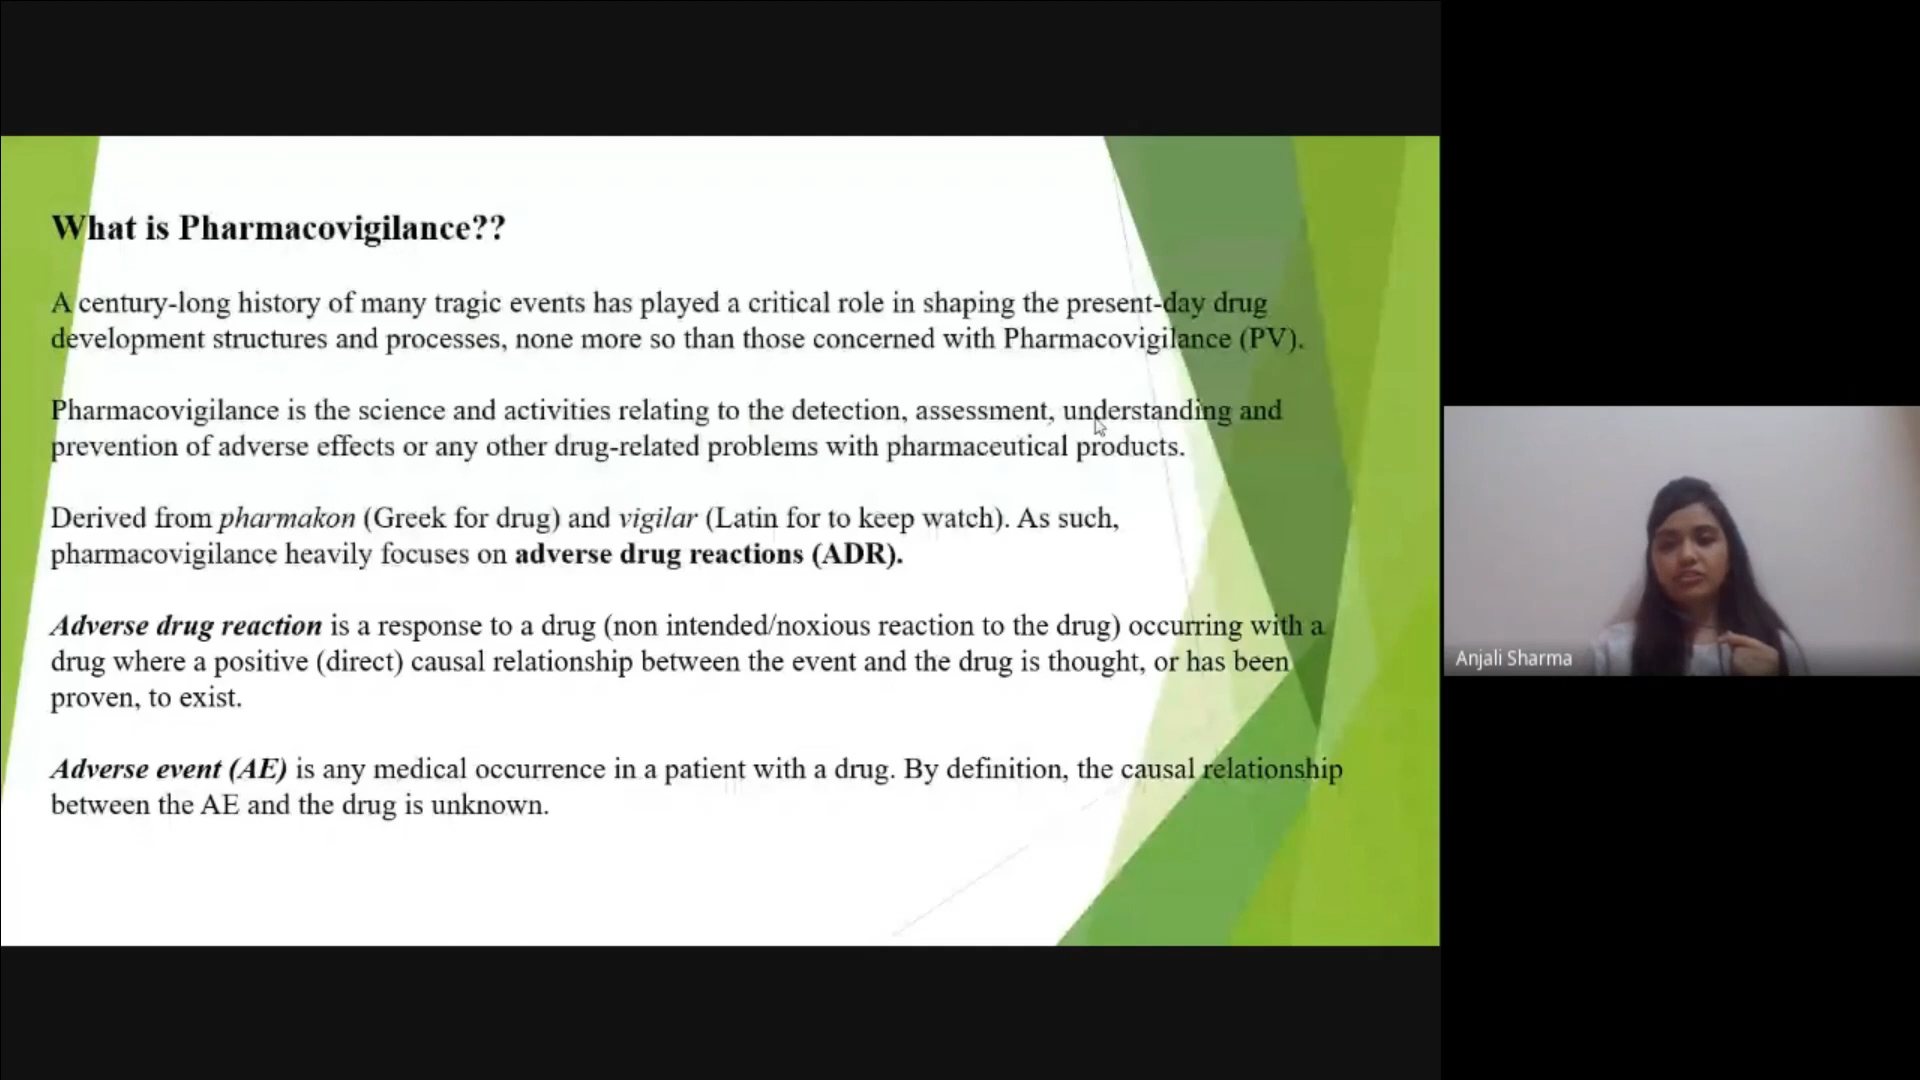 What is Pharmacovigilance??
A century-long history of many tragic events has played a critical role in shaping the present-day drug
development structures and processes, none more so than those concerned with Pharmacovigilance (PV).
Pharmacovigilance is the science and activities relating to the detection, assessment, understanding and
prevention of adverse effects or any other drug-related problems with pharmaceutical products.
Derived from pharmakon (Greek for drug) and vigilar (Latin for to keep watch). As such,
pharmacovigilance heavily focuses on adverse drug reactions (ADR).
Adverse drug reaction is a response to a drug (non intended/noxious reaction to the drug) occurring with a
drug where a positive (direct) causal relationship between the event and the drug is thought, or has been
proven, to exist.
Adverse event (AE) is any medical occurrence in a patient with a drug. By definition, the causal relationship
between the AE and the drug is unknown.
Anjali Sharma